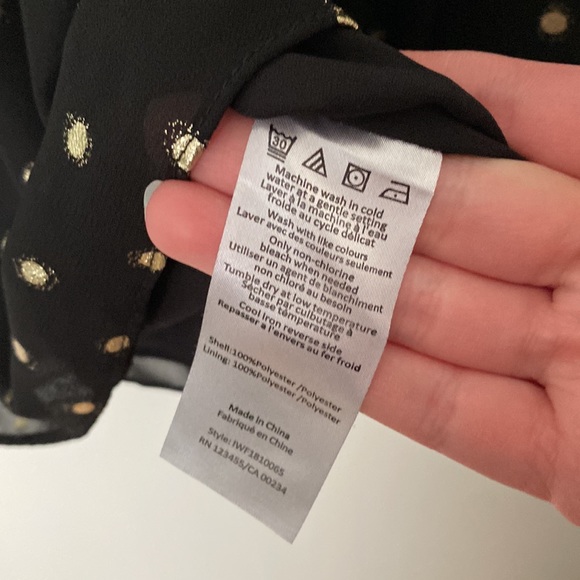 30
Machine wash in cold
water at a gentle setting
Laver à la machine à l'eau
froide au cycle délicat
Wash with like colours
Laver avec des couleurs seulement
Only non-chlorine
bleach when needed
Utiliser un agent de blanchiment
non chloré au besoin
Tumble dry at low temperature
Sécher par culbutage à
basse température
Cool Iron reverse side
Repasser à l'envers au fer froid
Shell:100%Polyester /Polyester
Lining: 100%Polyester /Polyester
Made in China
Fabriqué en Chine
Style: IWF1810065
RN 123455/CA 00234